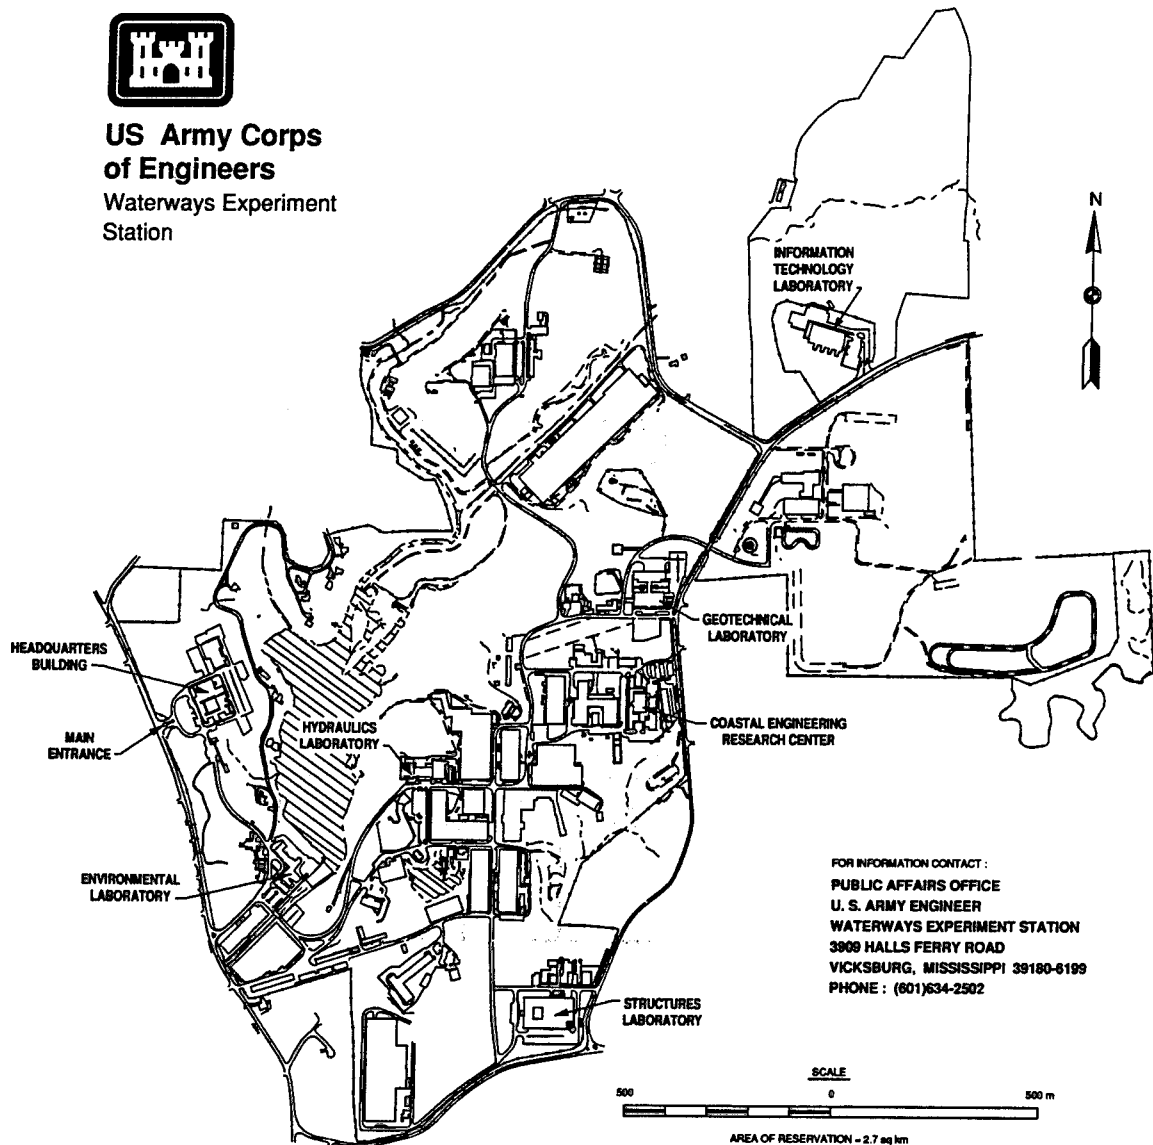 US Army Corps
of Engineers
Waterways Experiment
Station
N
INFORMATION
TECHNOLOGY
LABORATORY
GEOTECHNICAL
LABORATORY
HEADQUARTERS
BUILDING
MAIN
ENTRANCE
HYDRAULICS
LABORATORY
COASTAL ENGINEERING
RESEARCH CENTER
ENVIRONMENTAL
LABORATORY
STRUCTURES
LABORATORY
FOR INFORMATION CONTACT :
PUBLIC AFFAIRS OFFICE
U. S. ARMY ENGINEER
WATERWAYS EXPERIMENT STATION
3909 HALLS FERRY ROAD
VICKSBURG, MISSISSIPPI 39180-6199
PHONE : (601)634-2502
SCALE
500 0 500 m
AREA OF RESERVATION = 2.7 sq km